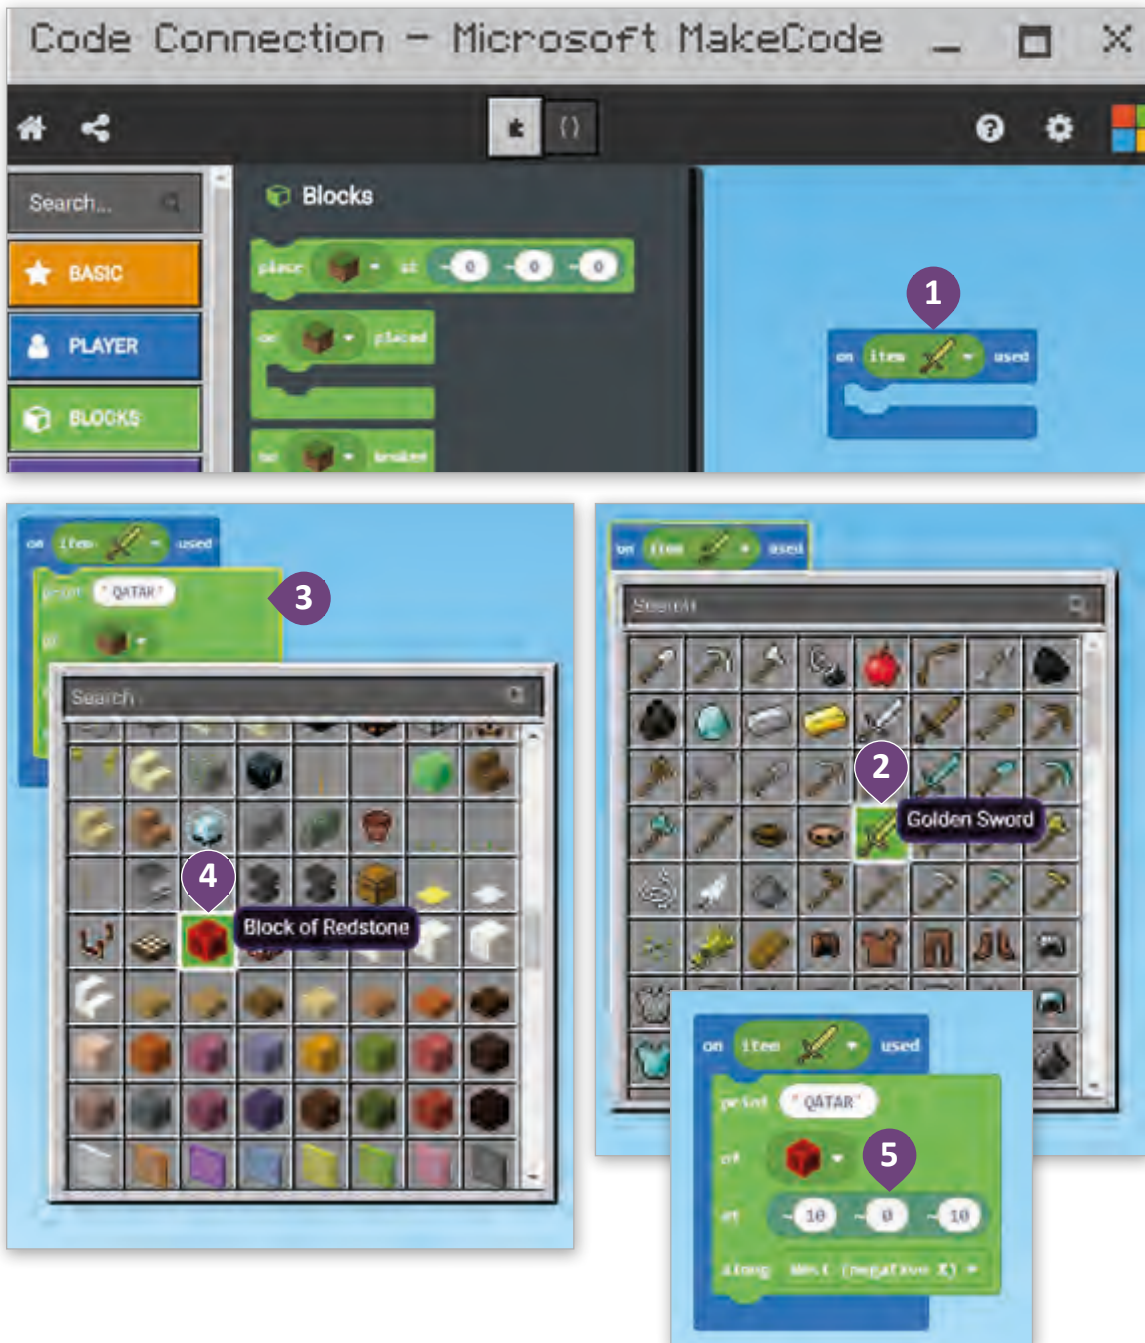 Code Connection - Microsoft MakeCode
Search...
Blocks
BASIC
place at ~0 ~0 ~0
PLAYER
on placed
BLOCKS
on broken
1
on item used
on item used
print "QATAR"
of
3
Search
4
Block of Redstone
on item used
Search
2
Golden Sword
on item used
print "QATAR"
of
5
at ~10 ~0 ~10
along West (negative X)